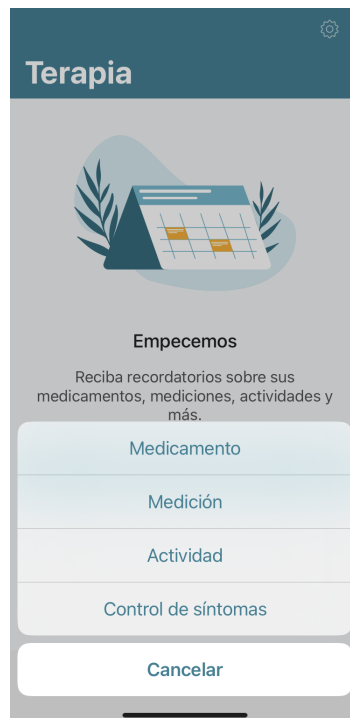 Terapia
Empecemos
Reciba recordatorios sobre sus
medicamentos, mediciones, actividades y
más.
Medicamento
Medición
Actividad
Control de síntomas
Cancelar